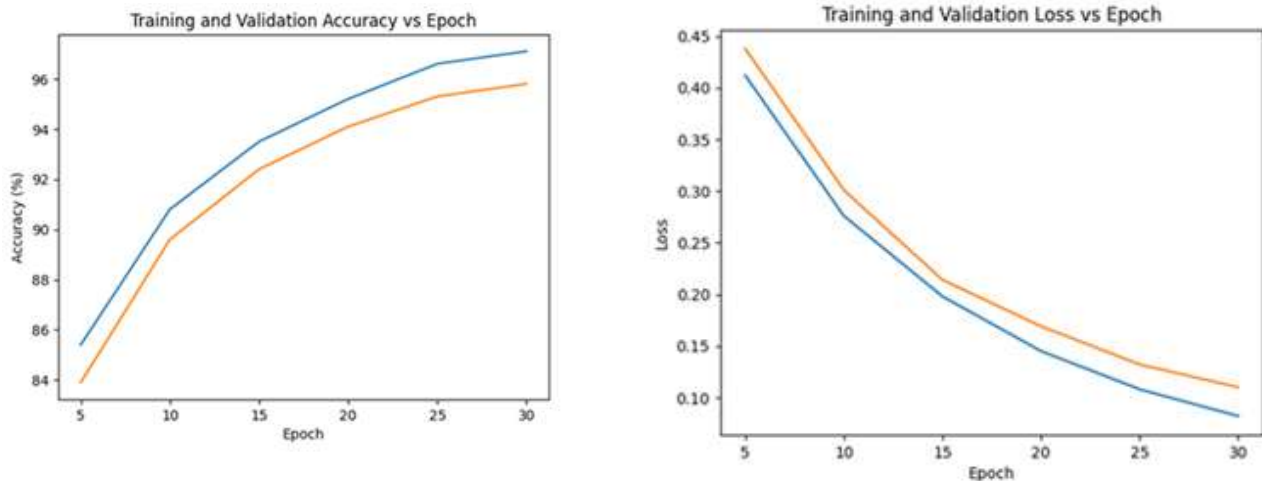 Training and Validation Accuracy vs Epoch
96
94
92
90
88
86
84
Accuracy (%)
5 10 15 20 25 30
Epoch
Training and Validation Loss vs Epoch
0.45
0.40
0.35
0.30
0.25
0.20
0.15
0.10
Loss
5 10 15 20 25 30
Epoch